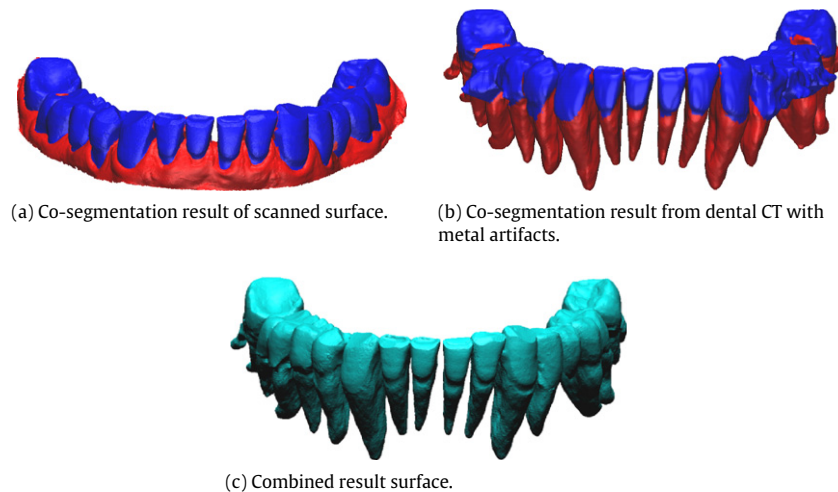 (a) Co-segmentation result of scanned surface.
(b) Co-segmentation result from dental CT with
metal artifacts.
(c) Combined result surface.